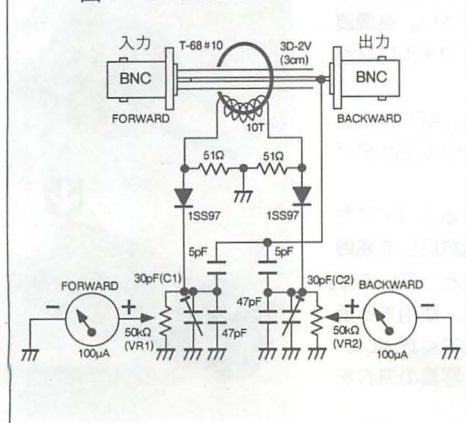 入力
T-68 #10
3D-2V
(3cm)
出力
BNC
BNC
FORWARD
10T
BACKWARD
51Ω
51Ω
1SS97
1SS97
5pF
5pF
FORWARD
30pF(C1)
30pF(C2)
BACKWARD
47pF
− +
+ −
50kΩ
(VR1)
47pF
50kΩ
(VR2)
100μA
100μA